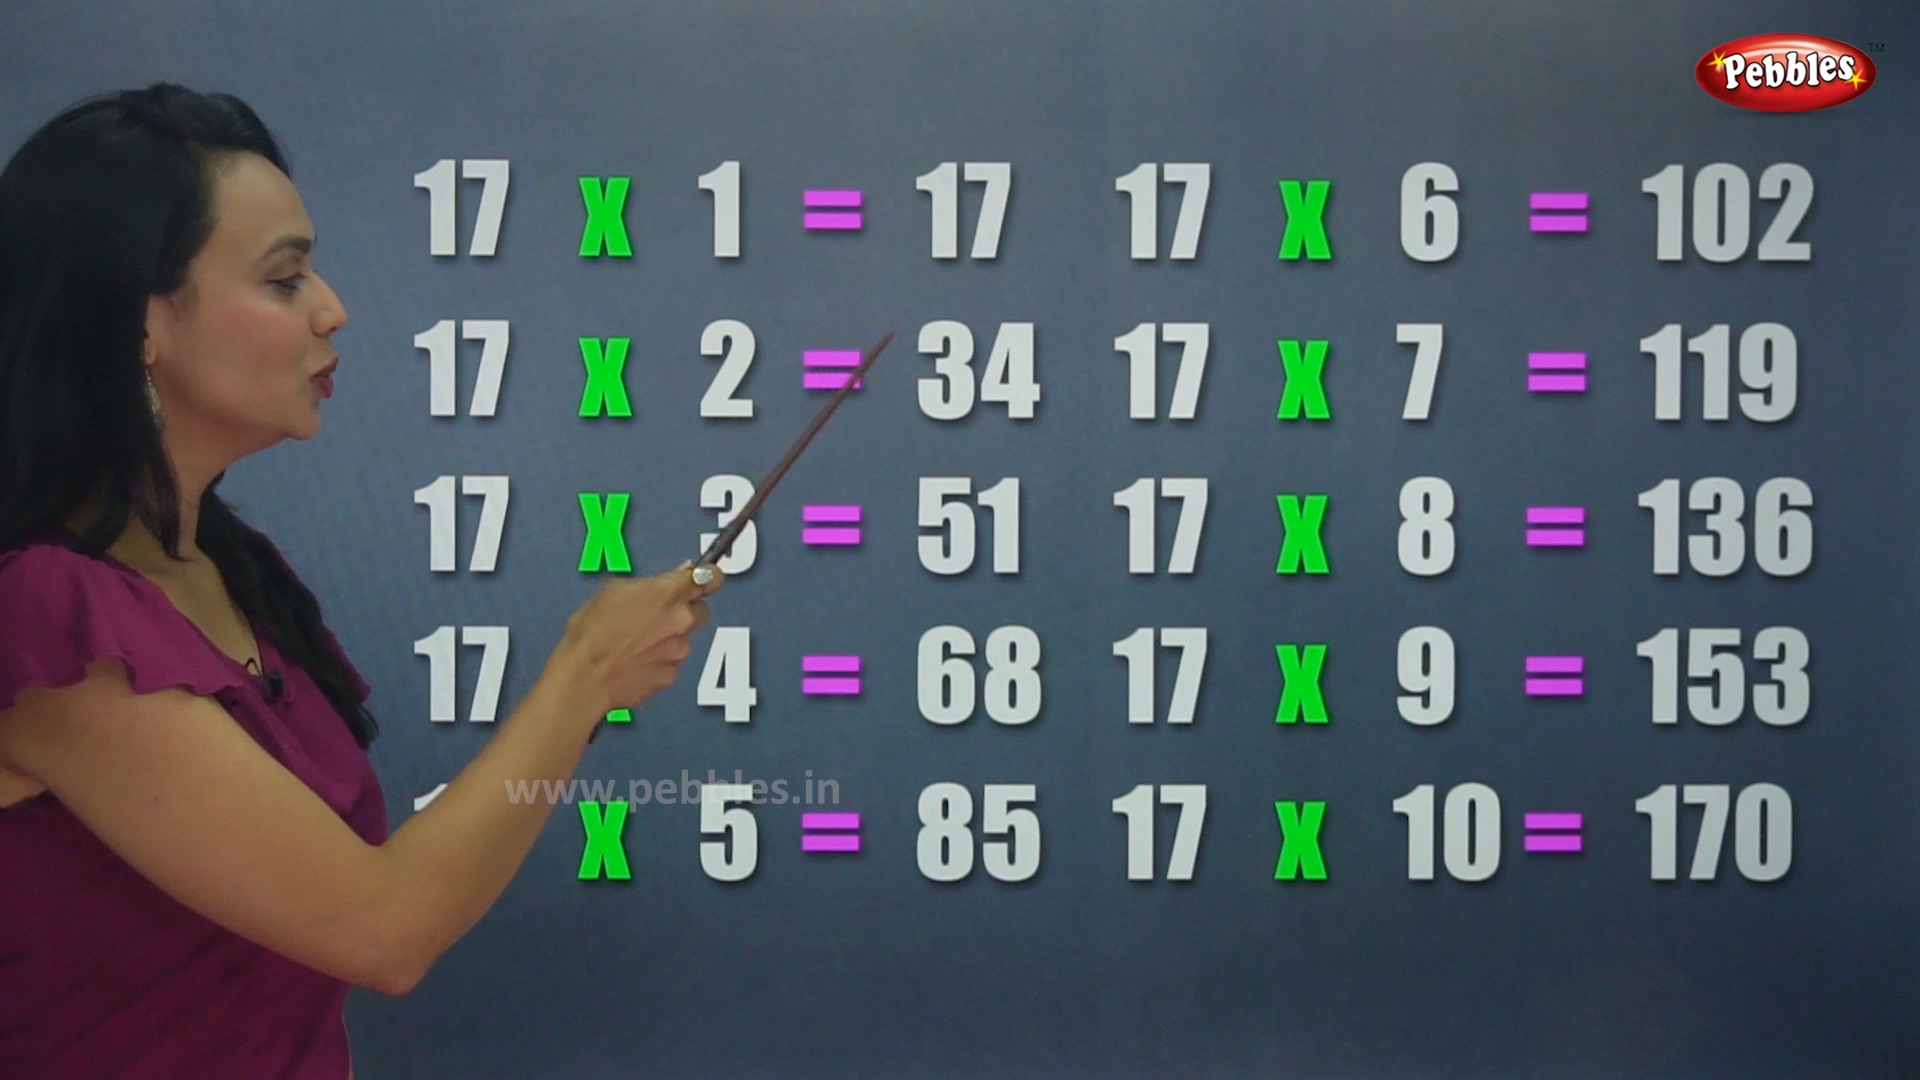 Pebbles TM
17 x 1 = 17
17 x 2 = 34
17 x 3 = 51
17 4 = 68
x 5 = 85
17 x 6 = 102
17 x 7 = 119
17 x 8 = 136
17 x 9 = 153
17 x 10 = 170
www.pebbles.in